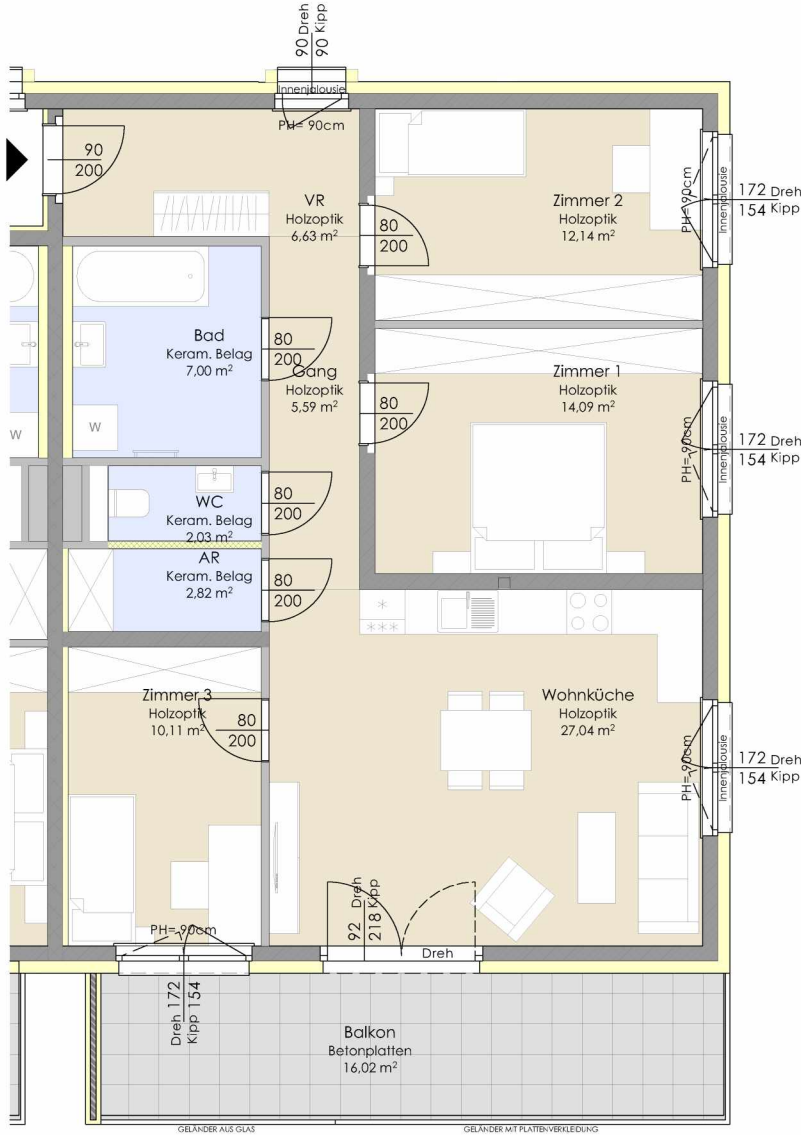 90 Dreh
90 Kipp
Innenjalousie
PH= 90cm
90
200
VR
Holzoptik
6,63 m²
80
200
Zimmer 2
Holzoptik
12,14 m²
PH= 90cm
Innenjalousie
172 Dreh
154 Kipp
Bad
Keram. Belag
7,00 m²
80
200
Gang
Holzoptik
5,59 m²
80
200
Zimmer 1
Holzoptik
14,09 m²
PH= 90cm
Innenjalousie
172 Dreh
154 Kipp
W
W
WC
Keram. Belag
2,03 m²
80
200
AR
Keram. Belag
2,82 m²
80
200
*
***
Zimmer 3
Holzoptik
10,11 m²
80
200
Wohnküche
Holzoptik
27,04 m²
PH= 90cm
Innenjalousie
172 Dreh
154 Kipp
PH= 90cm
92 Dreh
218 Kipp
Dreh
Dreh 172
Kipp 154
Balkon
Betonplatten
16,02 m²
GELÄNDER AUS GLAS
GELÄNDER MIT PLATTENVERKLEIDUNG